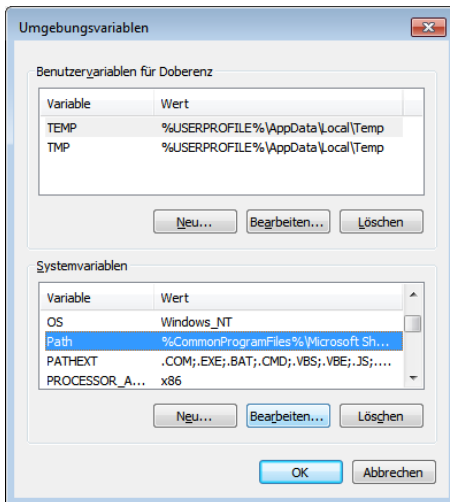 Umgebungsvariablen
Benutzervariablen für Doberenz
Variable Wert
TEMP %USERPROFILE%\AppData\Local\Temp
TMP %USERPROFILE%\AppData\Local\Temp
Neu... Bearbeiten... Löschen
Systemvariablen
Variable Wert
OS Windows_NT
Path %CommonProgramFiles%\Microsoft Sh...
PATHEXT .COM;.EXE;.BAT;.CMD;.VBS;.VBE;.JS;....
PROCESSOR_A... x86
Neu... Bearbeiten... Löschen
OK Abbrechen